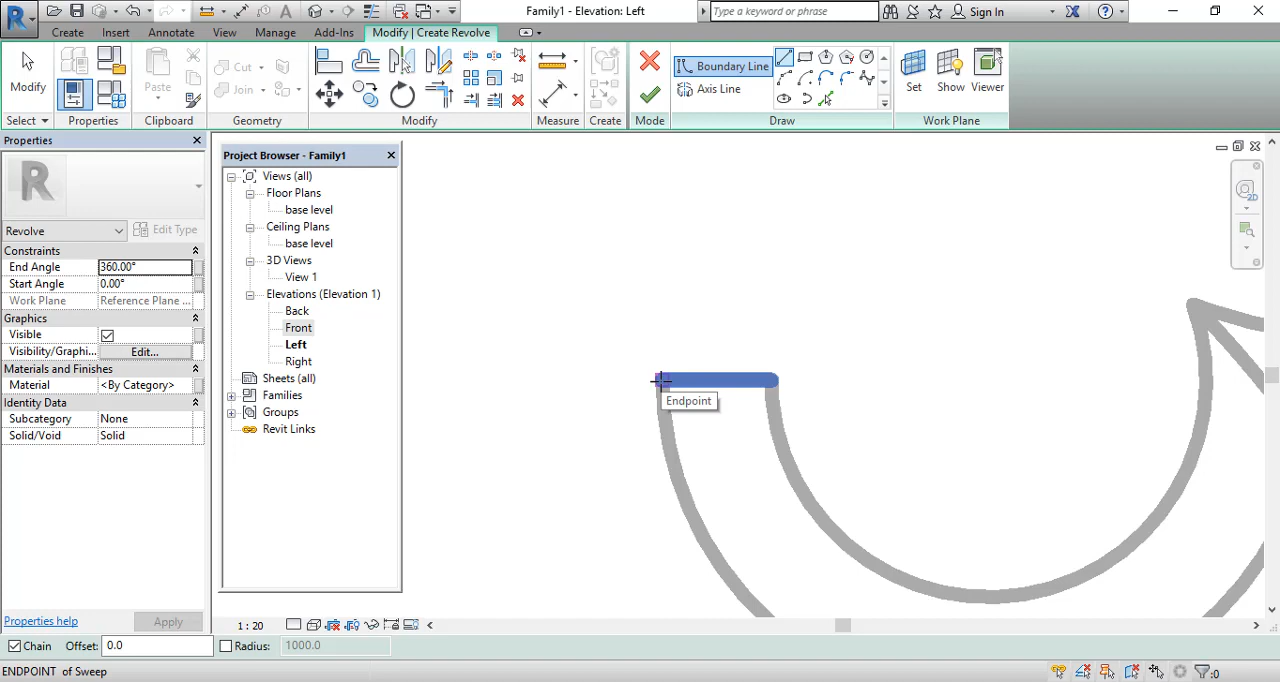 Family1 - Elevation: Left
Type a keyword or phrase
Sign In
Create Insert Annotate View Manage Add-Ins Modify | Create Revolve
Modify
Paste
Cut
Join
Boundary Line
Axis Line
Set Show Viewer
Select Properties Clipboard Geometry Modify Measure Create Mode Draw Work Plane
Properties
Revolve
Edit Type
Constraints
End Angle 360.00°
Start Angle 0.00°
Work Plane Reference Plane ...
Graphics
Visible
Visibility/Graphi... Edit...
Materials and Finishes
Material <By Category>
Identity Data
Subcategory None
Solid/Void Solid
Properties help
Apply
Project Browser - Family1
Views (all)
Floor Plans
base level
Ceiling Plans
base level
3D Views
View 1
Elevations (Elevation 1)
Back
Front
Left
Right
Sheets (all)
Families
Groups
Revit Links
Endpoint
2D
1 : 20
Chain Offset: 0.0 Radius: 1000.0
ENDPOINT of Sweep
:0